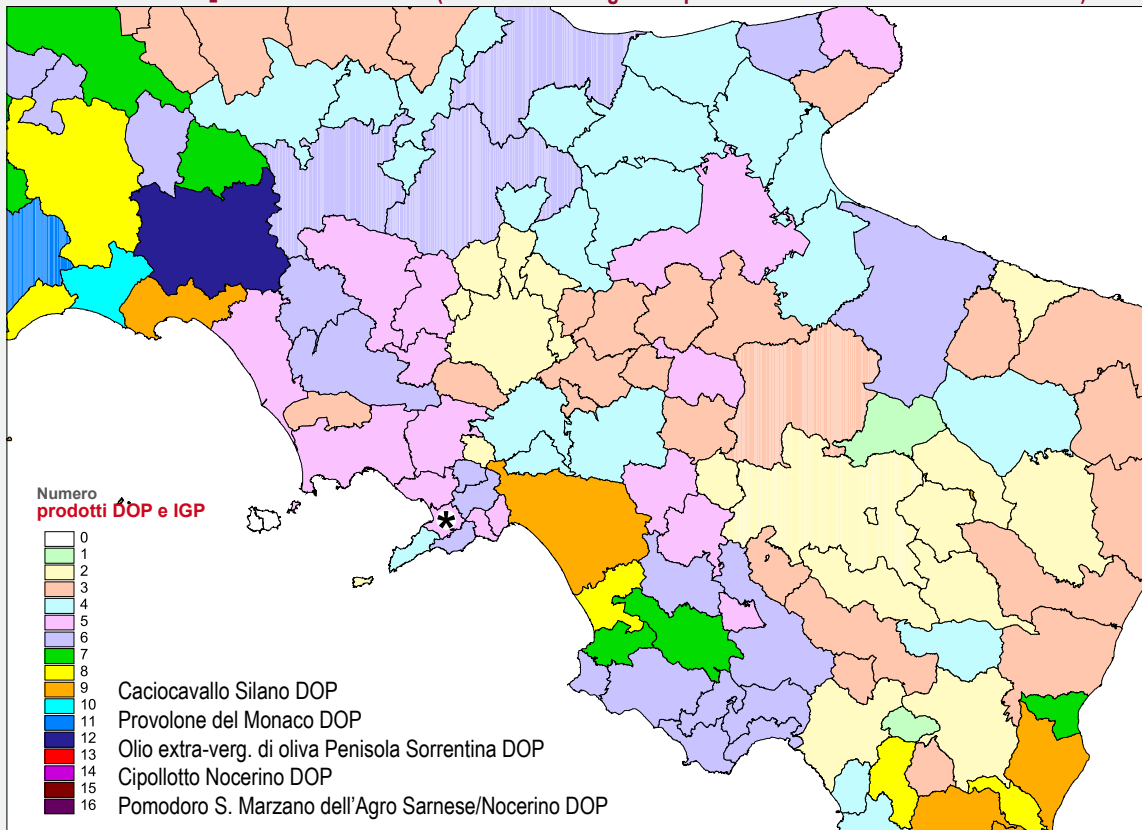 Numero
prodotti DOP e IGP
0
1
2
3
4
5
6
7
8
9
10
11
12
13
14
15
16
Caciocavallo Silano DOP
Provolone del Monaco DOP
Olio extra-verg. di oliva Penisola Sorrentina DOP
Cipollotto Nocerino DOP
Pomodoro S. Marzano dell'Agro Sarnese/Nocerino DOP
*